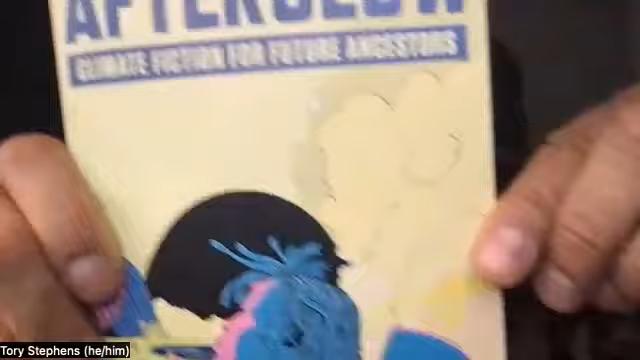 AFTERGLOW
CLIMATE FICTION FOR FUTURE ANCESTORS
Tory Stephens (he/him)